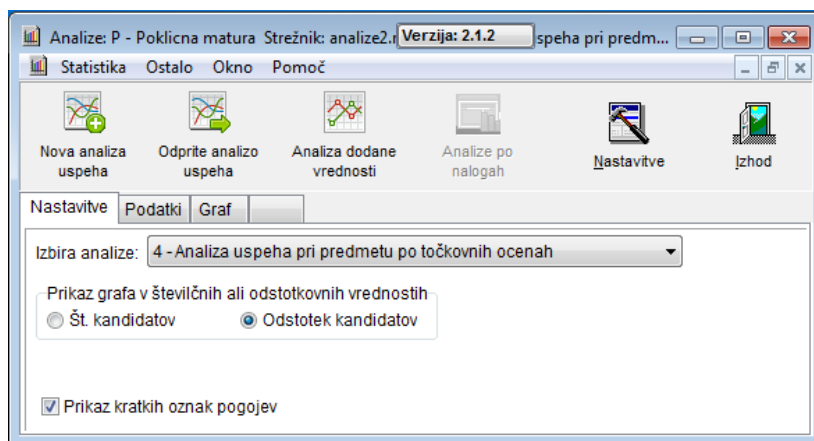 Analize: P - Poklicna matura Strežnik: analize2.r Verzija: 2.1.2 speha pri predm...
Statistika Ostalo Okno Pomoč
Nova analiza uspeha
Odprite analizo uspeha
Analiza dodane vrednosti
Analize po nalogah
Nastavitve
Izhod
Nastavitve Podatki Graf
Izbira analize: 4 - Analiza uspeha pri predmetu po točkovnih ocenah
Prikaz grafa v številčnih ali odstotkovnih vrednostih
Št. kandidatov Odstotek kandidatov
Prikaz kratkih oznak pogojev